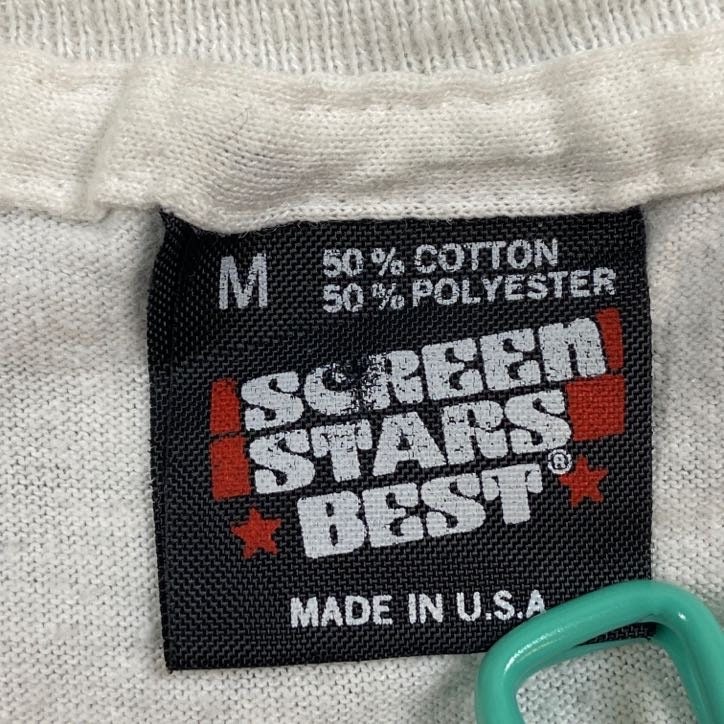 M 50% COTTON
50% POLYESTER
SCREEN
STARS
BEST®
MADE IN U.S.A